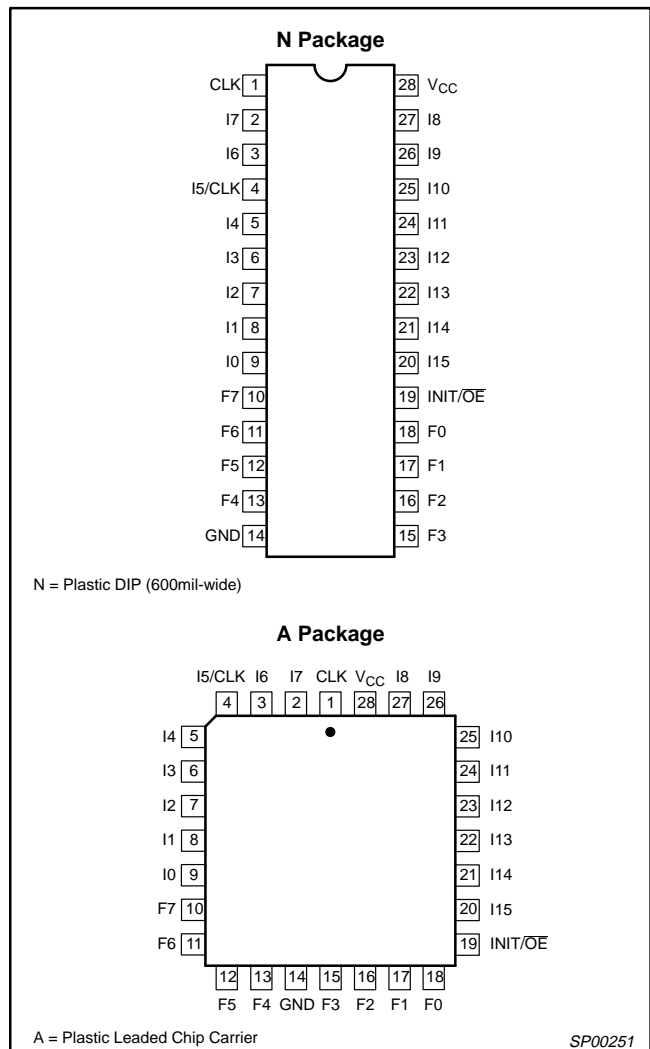 N Package
CLK 1 28 VCC
I7 2 27 I8
I6 3 26 I9
I5/CLK 4 25 I10
I4 5 24 I11
I3 6 23 I12
I2 7 22 I13
I1 8 21 I14
I0 9 20 I15
F7 10 19 INIT/O̅E̅
F6 11 18 F0
F5 12 17 F1
F4 13 16 F2
GND 14 15 F3
N = Plastic DIP (600mil-wide)
A Package
I5/CLK I6 I7 CLK VCC I8 I9
4 3 2 1 28 27 26
I4 5 25 I10
I3 6 24 I11
I2 7 23 I12
I1 8 22 I13
I0 9 21 I14
F7 10 20 I15
F6 11 19 INIT/O̅E̅
12 13 14 15 16 17 18
F5 F4 GND F3 F2 F1 F0
A = Plastic Leaded Chip Carrier
SP00251